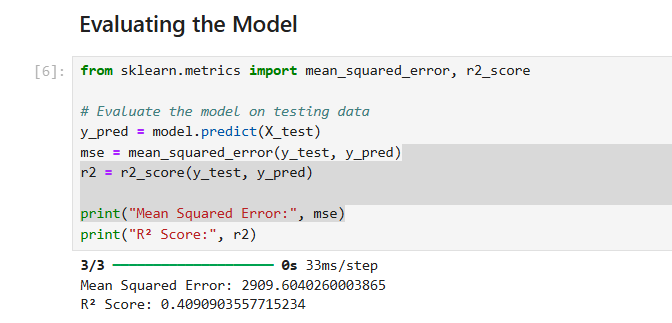 Evaluating the Model
[6]:
from sklearn.metrics import mean_squared_error, r2_score
# Evaluate the model on testing data
y_pred = model.predict(X_test)
mse = mean_squared_error(y_test, y_pred)
r2 = r2_score(y_test, y_pred)
print("Mean Squared Error:", mse)
print("R² Score:", r2)
3/3 ━━━━━━━━━━━━━━━━━━━━ 0s 33ms/step
Mean Squared Error: 2909.6040260003865
R² Score: 0.4090903557715234